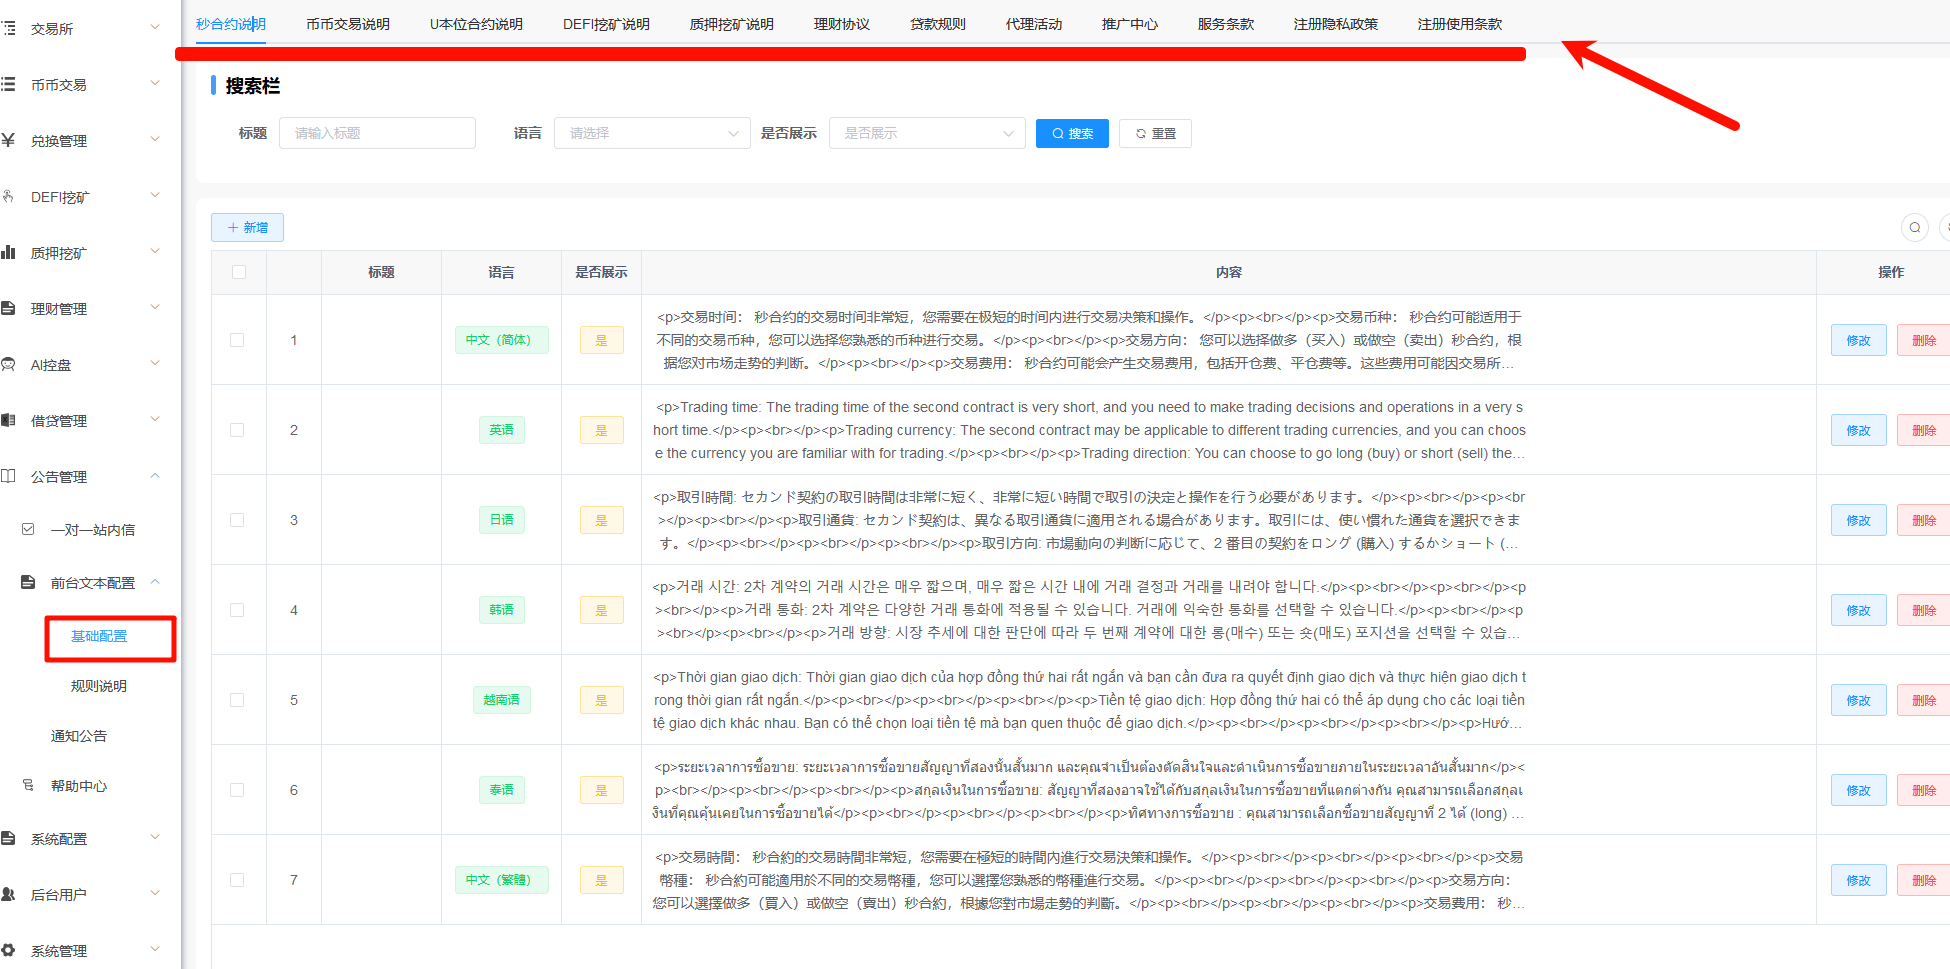 秒合约说明 币币交易说明 U本位合约说明 DEFI挖矿说明 质押挖矿说明 理财协议 贷款规则 代理活动 推广中心 服务条款 注册隐私政策 注册使用条款
交易所
币币交易
兑换管理
DEFI挖矿
质押挖矿
理财管理
AI控盘
借贷管理
公告管理
一对一站内信
前台文本配置
基础配置
规则说明
通知公告
帮助中心
系统配置
后台用户
系统管理
搜索栏
标题 请输入标题 语言 请选择 是否展示 是否展示 搜索 重置
新增
标题 语言 是否展示 内容 操作
1 中文（简体） 是
<p>交易时间： 秒合约的交易时间非常短，您需要在极短的时间内进行交易决策和操作。</p><p><br></p><p>交易币种： 秒合约可能适用于
不同的交易币种，您可以选择您熟悉的币种进行交易。</p><p><br></p><p>交易方向： 您可以选择做多（买入）或做空（卖出）秒合约，根
据您对市场走势的判断。</p><p><br></p><p>交易费用： 秒合约可能会产生交易费用，包括开仓费、平仓费等。这些费用可能因交易所…
修改 删除
2 英语 是
<p>Trading time: The trading time of the second contract is very short, and you need to make trading decisions and operations in a very s
hort time.</p><p><br></p><p>Trading currency: The second contract may be applicable to different trading currencies, and you can choos
e the currency you are familiar with for trading.</p><p><br></p><p>Trading direction: You can choose to go long (buy) or short (sell) the…
修改 删除
3 日语 是
<p>取引時間: セカンド契約の取引時間は非常に短く、非常に短い時間で取引の決定と操作を行う必要があります。</p><p><br></p><p><br
></p><p><br></p><p>取引通貨: セカンド契約は、異なる取引通貨に適用される場合があります。取引には、使い慣れた通貨を選択できま
す。</p><p><br></p><p><br></p><p><br></p><p>取引方向: 市場動向の判断に応じて、2 番目の契約をロング (購入) するかショート (…
修改 删除
4 韩语 是
<p>거래 시간: 2차 계약의 거래 시간은 매우 짧으며, 매우 짧은 시간 내에 거래 결정과 거래를 내려야 합니다.</p><p><br></p><p><br></p><p
><br></p><p>거래 통화: 2차 계약은 다양한 거래 통화에 적용될 수 있습니다. 거래에 익숙한 통화를 선택할 수 있습니다.</p><p><br></p><p
><br></p><p><br></p><p>거래 방향: 시장 추세에 대한 판단에 따라 두 번째 계약에 대한 롱(매수) 또는 숏(매도) 포지션을 선택할 수 있습…
修改 删除
5 越南语 是
<p>Thời gian giao dịch: Thời gian giao dịch của hợp đồng thứ hai rất ngắn và bạn cần đưa ra quyết định giao dịch và thực hiện giao dịch t
rong thời gian rất ngắn.</p><p><br></p><p><br></p><p><br></p><p>Tiền tệ giao dịch: Hợp đồng thứ hai có thể áp dụng cho các loại tiền
tệ giao dịch khác nhau. Bạn có thể chọn loại tiền tệ mà bạn quen thuộc để giao dịch.</p><p><br></p><p><br></p><p><br></p><p>Hướ…
修改 删除
6 泰语 是
<p>ระยะเวลาการซื้อขาย: ระยะเวลาการซื้อขายสัญญาที่สองนั้นสั้นมาก และคุณจำเป็นต้องตัดสินใจและดำเนินการซื้อขายภายในระยะเวลาอันสั้นมาก</p><
p><br></p><p><br></p><p><br></p><p>สกุลเงินในการซื้อขาย: สัญญาที่สองอาจใช้ได้กับสกุลเงินในการซื้อขายที่แตกต่างกัน คุณสามารถเลือกสกุลเ
งินที่คุณคุ้นเคยในการซื้อขายได้</p><p><br></p><p><br></p><p><br></p><p>ทิศทางการซื้อขาย : คุณสามารถเลือกซื้อขายสัญญาที่ 2 ได้ (long) …
修改 删除
7 中文（繁體） 是
<p>交易時間： 秒合約的交易時間非常短，您需要在極短的時間內進行交易決策和操作。</p><p><br></p><p><br></p><p><br></p><p>交易
幣種： 秒合約可能適用於不同的交易幣種，您可以選擇您熟悉的幣種進行交易。</p><p><br></p><p><br></p><p><br></p><p>交易方向：
您可以選擇做多（買入）或做空（賣出）秒合約，根據您對市場走勢的判斷。</p><p><br></p><p><br></p><p><br></p><p>交易費用： 秒…
修改 删除